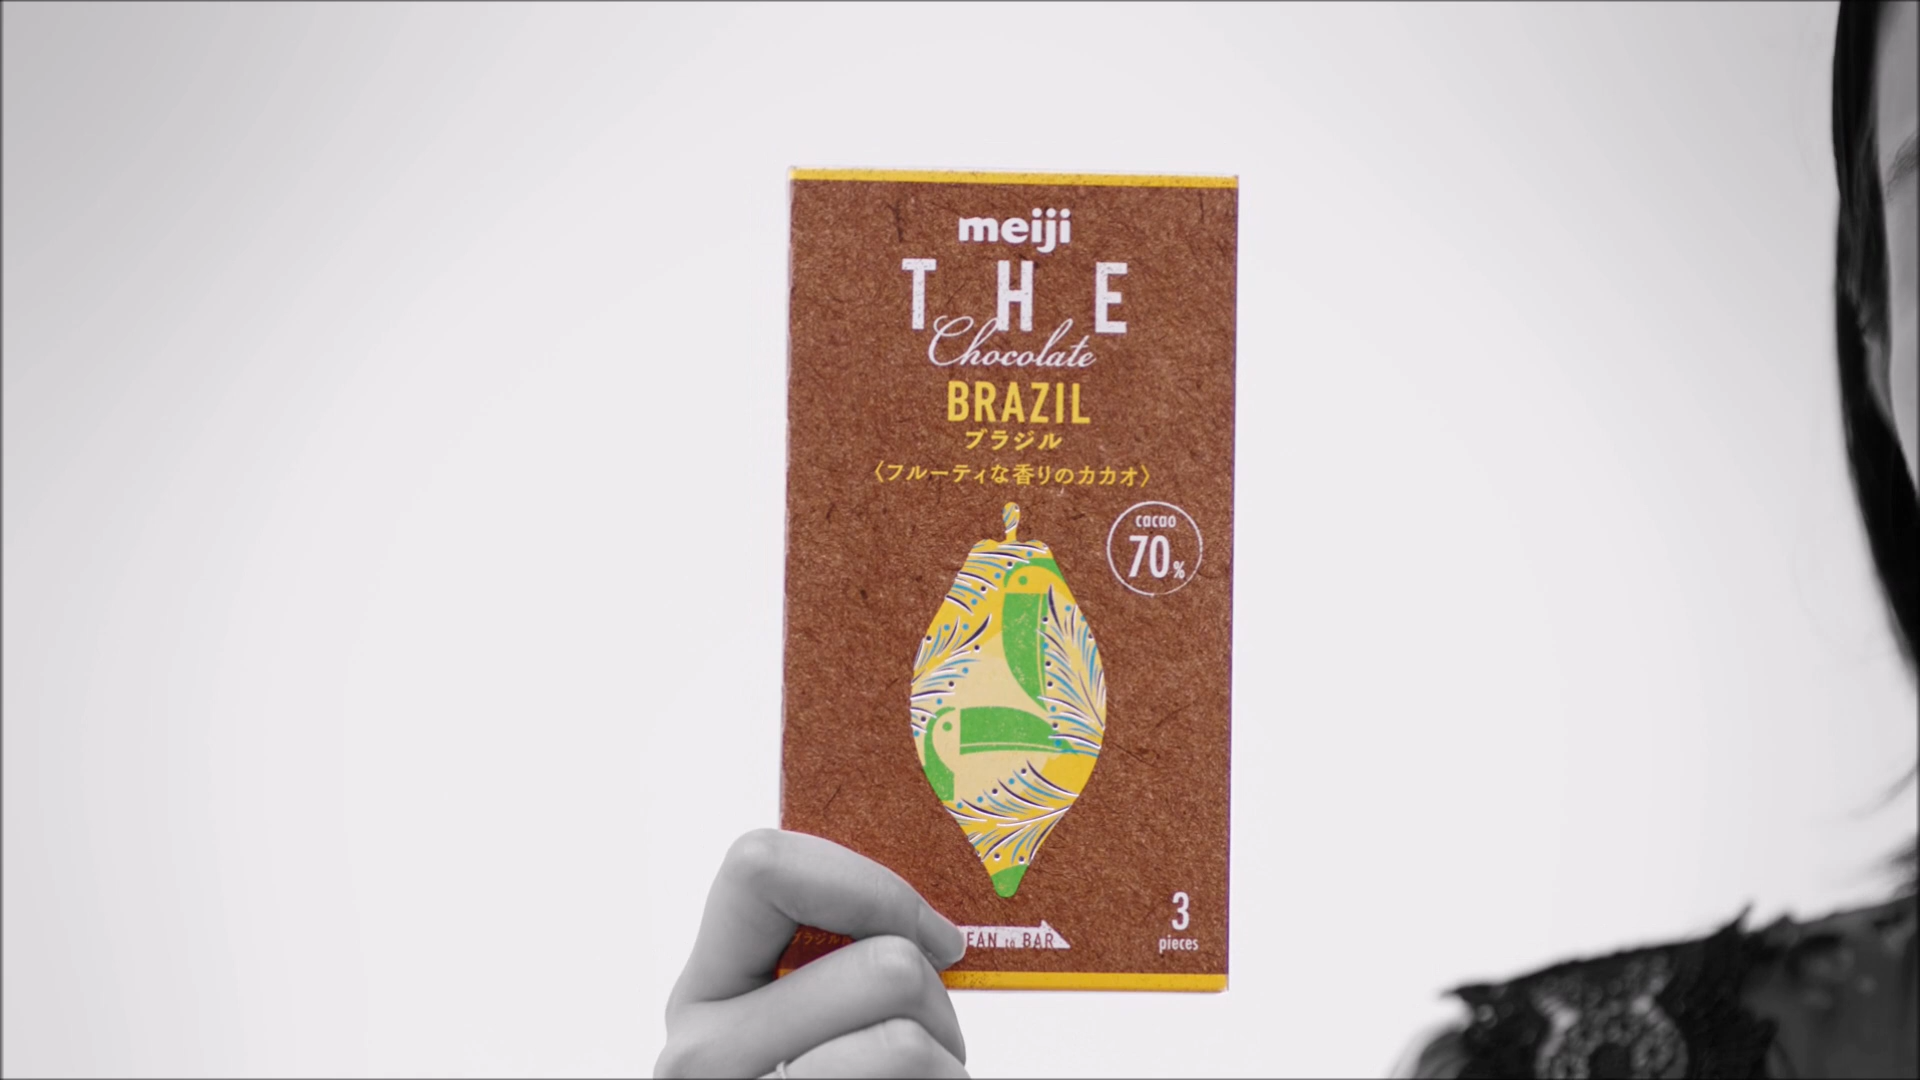 meiji
THE
Chocolate
BRAZIL
ブラジル
〈フルーティな香りのカカオ〉
cacao
70%
EAN to BAR
3
pieces